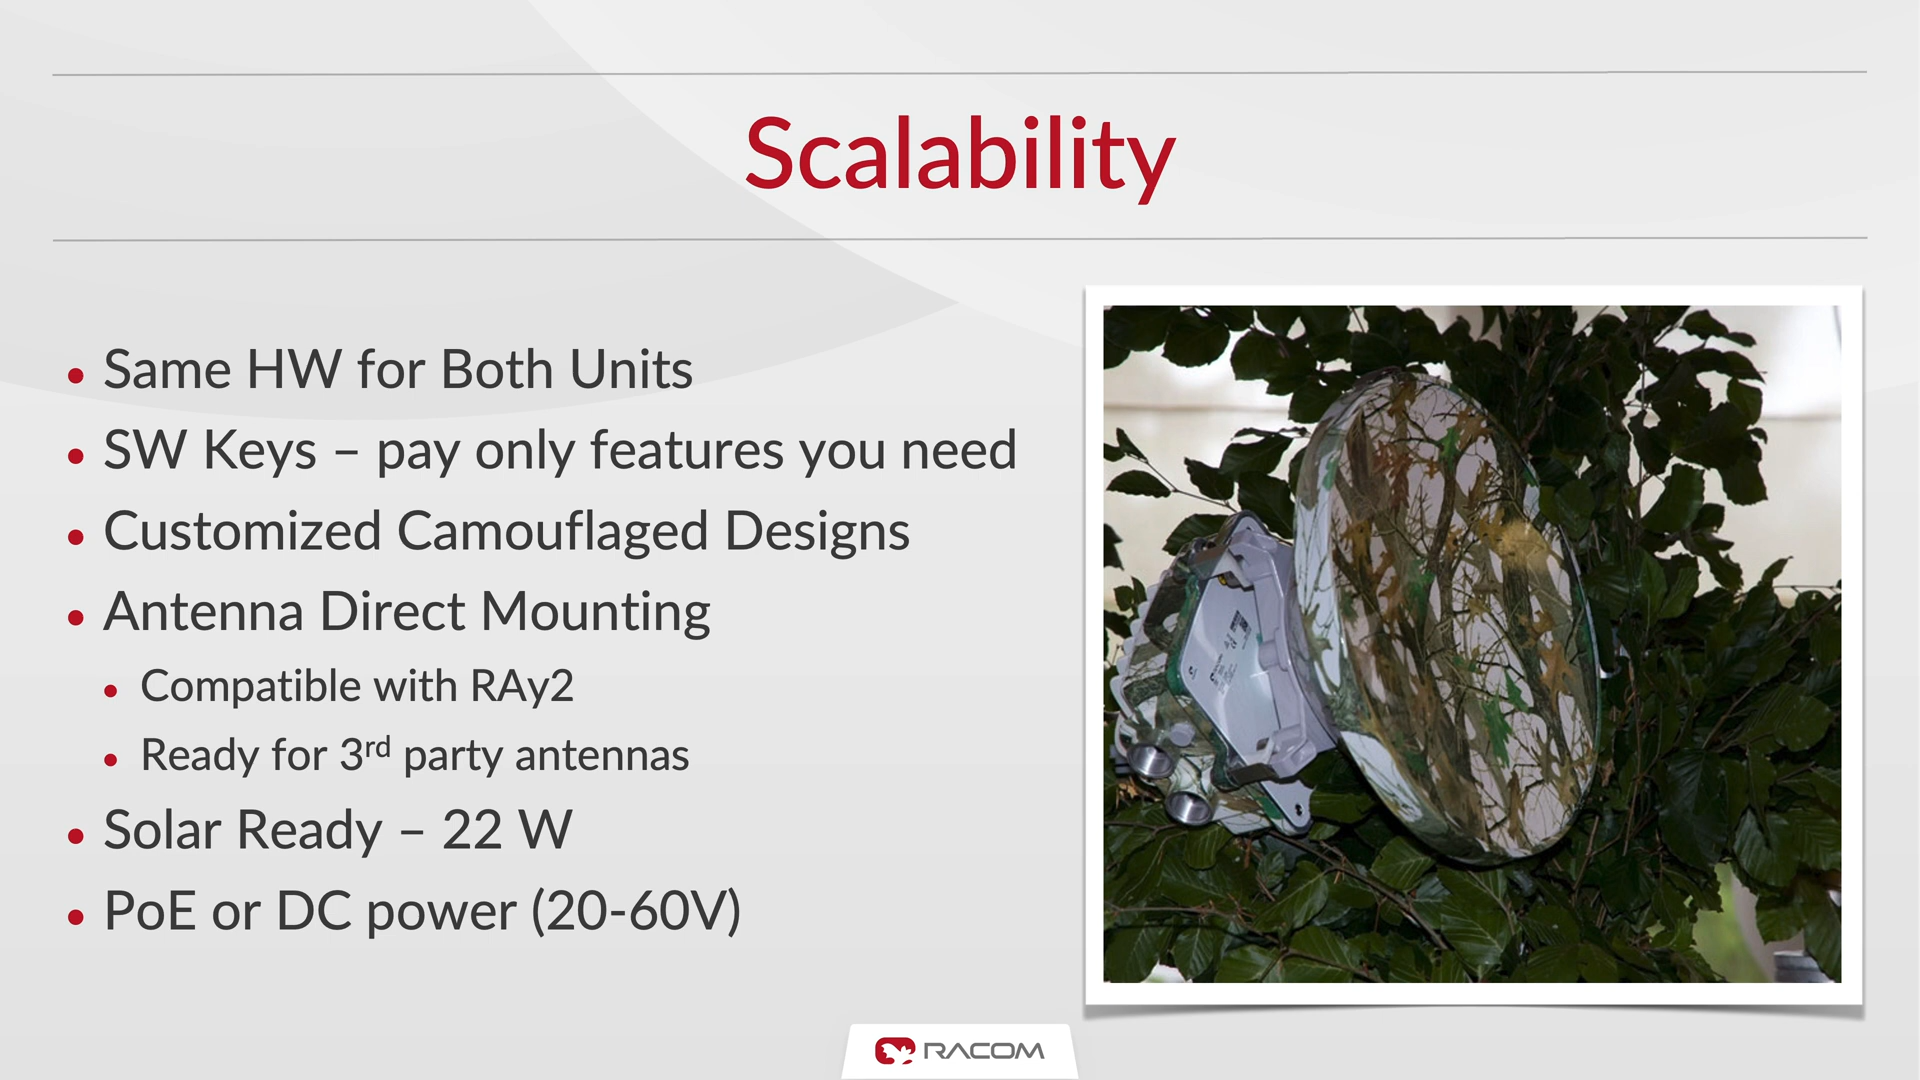 Scalability
Same HW for Both Units
SW Keys – pay only features you need
Customized Camouflaged Designs
Antenna Direct Mounting
Compatible with RAy2
Ready for 3rd party antennas
Solar Ready – 22 W
PoE or DC power (20-60V)
RACOM